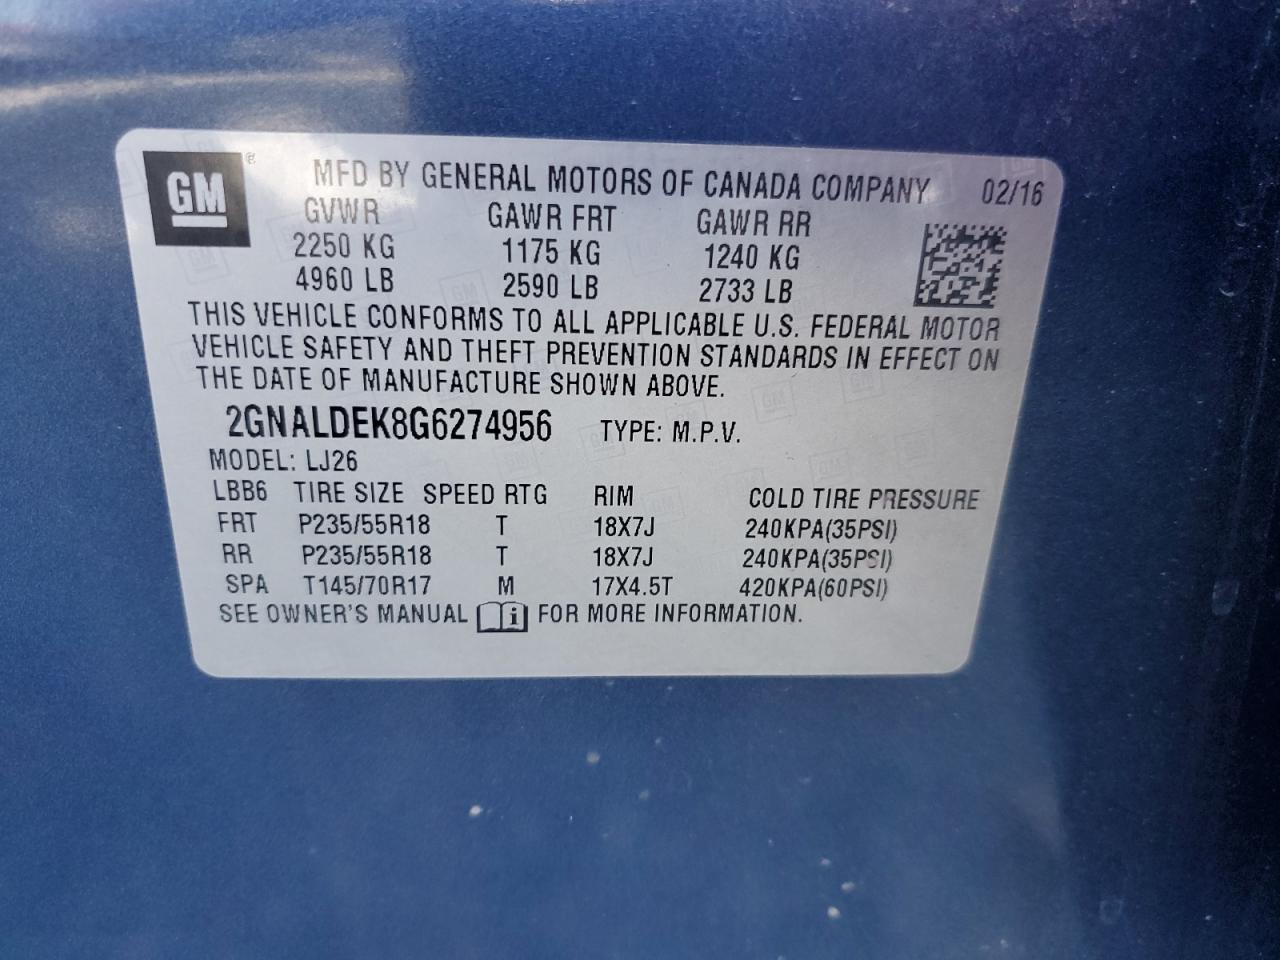 GM® MFD BY GENERAL MOTORS OF CANADA COMPANY 02/16
GVWR GAWR FRT GAWR RR
2250 KG 1175 KG 1240 KG
4960 LB 2590 LB 2733 LB
THIS VEHICLE CONFORMS TO ALL APPLICABLE U.S. FEDERAL MOTOR
VEHICLE SAFETY AND THEFT PREVENTION STANDARDS IN EFFECT ON
THE DATE OF MANUFACTURE SHOWN ABOVE.
2GNALDEK8G6274956 TYPE: M.P.V.
MODEL: LJ26
LBB6 TIRE SIZE SPEED RTG RIM COLD TIRE PRESSURE
FRT P235/55R18 T 18X7J 240KPA(35PSI)
RR P235/55R18 T 18X7J 240KPA(35PSI)
SPA T145/70R17 M 17X4.5T 420KPA(60PSI)
SEE OWNER'S MANUAL i FOR MORE INFORMATION.